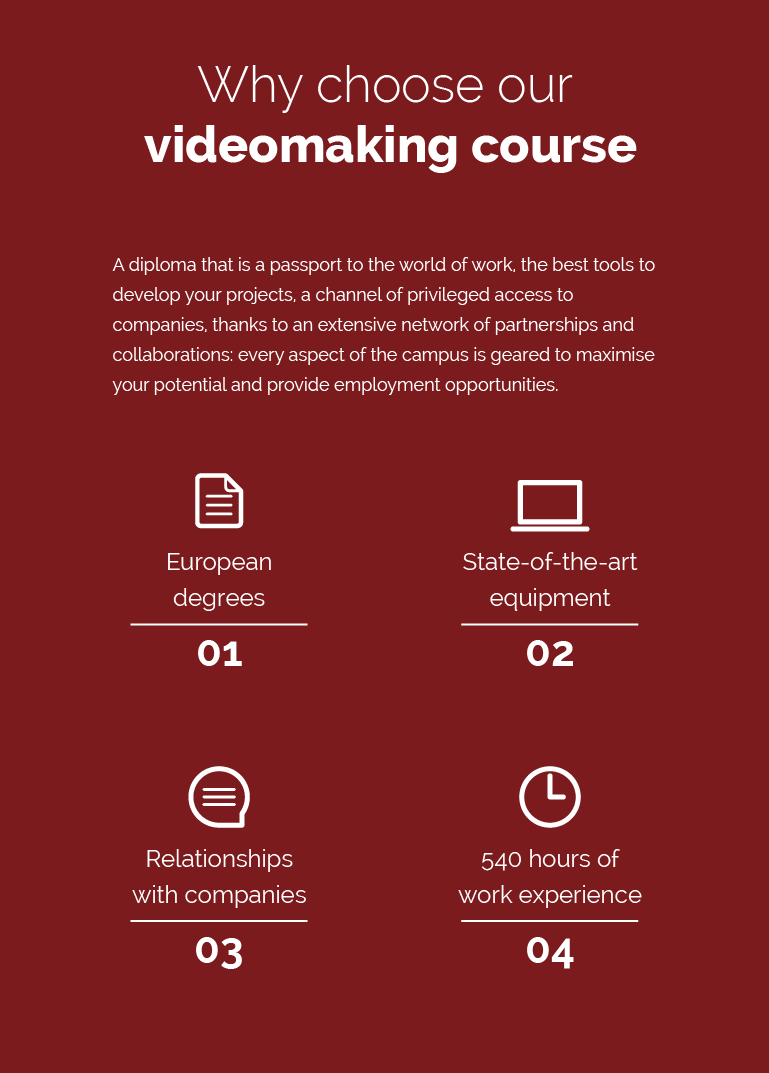 Why choose our
videomaking course
A diploma that is a passport to the world of work, the best tools to
develop your projects, a channel of privileged access to
companies, thanks to an extensive network of partnerships and
collaborations: every aspect of the campus is geared to maximise
your potential and provide employment opportunities.
European
degrees
01
State-of-the-art
equipment
02
Relationships
with companies
03
540 hours of
work experience
04